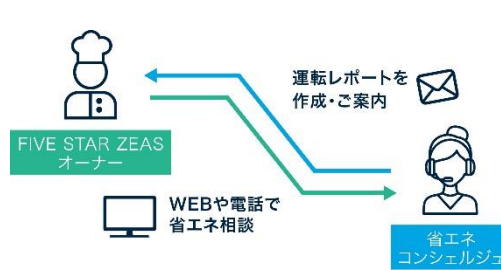 運転レポートを
作成・ご案内
FIVE STAR ZEAS
オーナー
WEBや電話で
省エネ相談
省エネ
コンシェルジュ